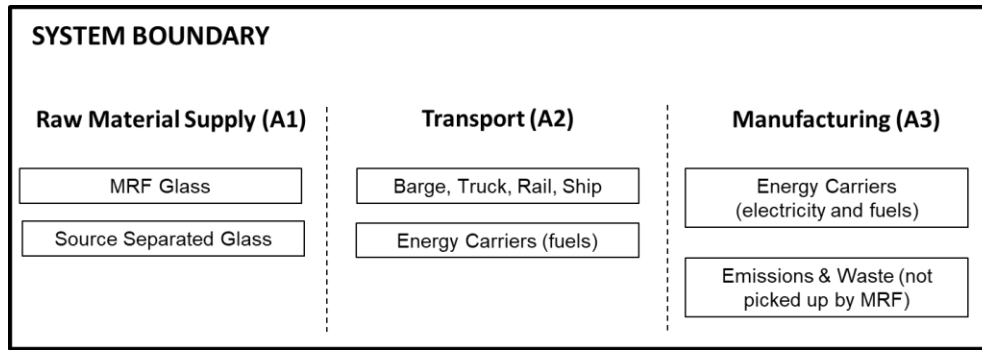 SYSTEM BOUNDARY
Raw Material Supply (A1)
MRF Glass
Source Separated Glass
Transport (A2)
Barge, Truck, Rail, Ship
Energy Carriers (fuels)
Manufacturing (A3)
Energy Carriers
(electricity and fuels)
Emissions & Waste (not
picked up by MRF)